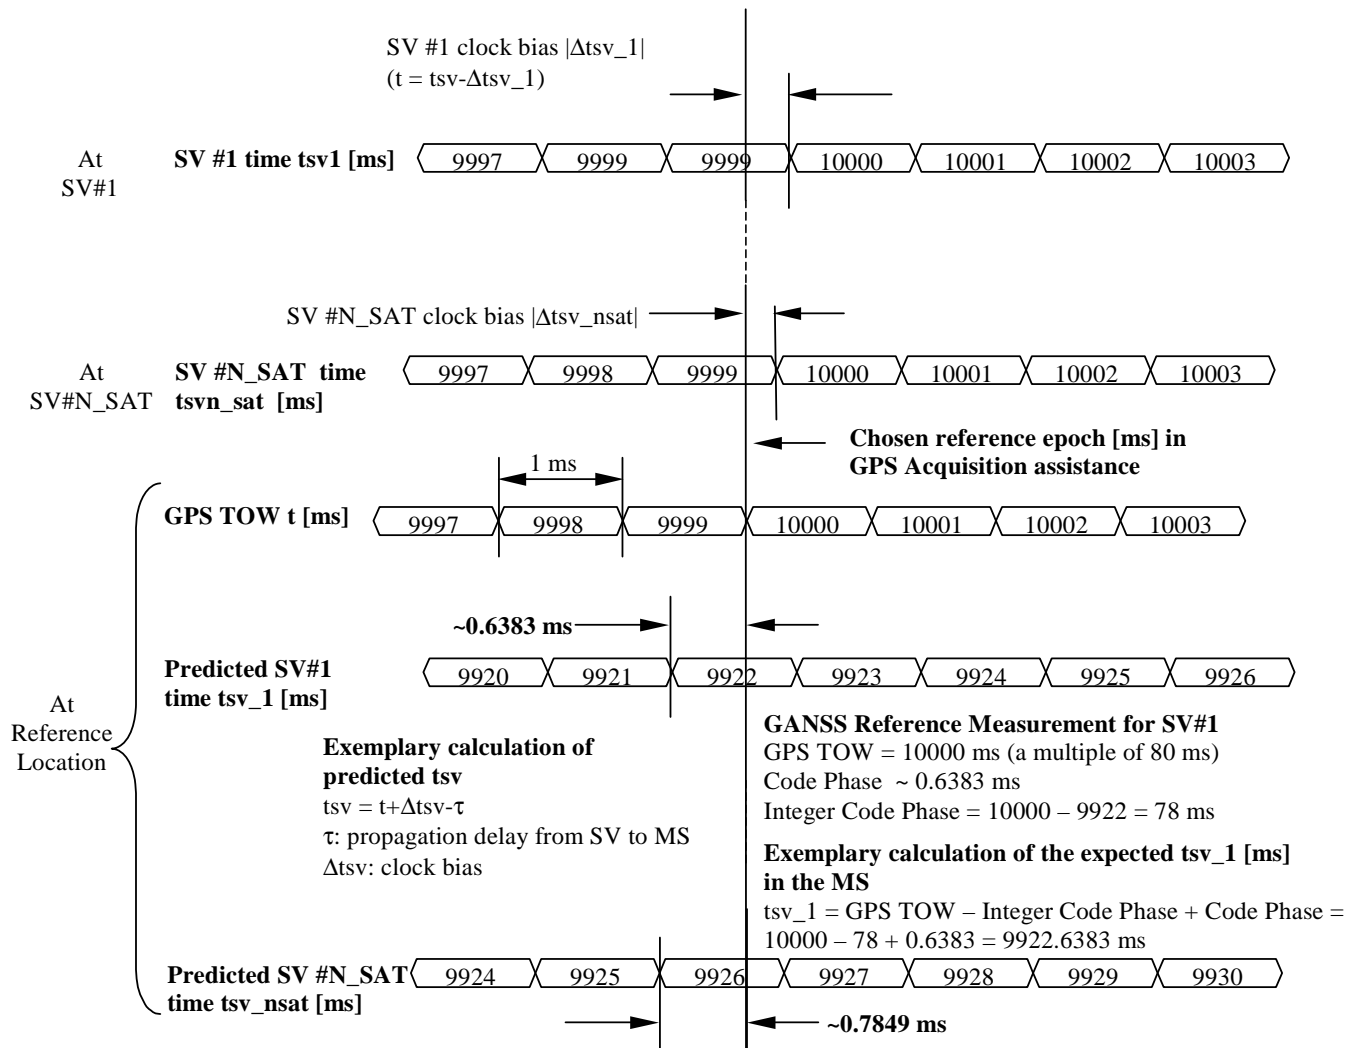 SV #1 clock bias |Δtsv_1|
(t = tsv-Δtsv_1)
At
SV#1
SV #1 time tsv1 [ms]
9997 9999 9999 10000 10001 10002 10003
SV #N_SAT clock bias |Δtsv_nsat|
At
SV#N_SAT
SV #N_SAT time
tsvn_sat [ms]
9997 9998 9999 10000 10001 10002 10003
Chosen reference epoch [ms] in
GPS Acquisition assistance
1 ms
GPS TOW t [ms]
9997 9998 9999 10000 10001 10002 10003
~0.6383 ms
Predicted SV#1
time tsv_1 [ms]
9920 9921 9922 9923 9924 9925 9926
At
Reference
Location
Exemplary calculation of
predicted tsv
tsv = t+Δtsv-τ
τ: propagation delay from SV to MS
Δtsv: clock bias
GANSS Reference Measurement for SV#1
GPS TOW = 10000 ms (a multiple of 80 ms)
Code Phase ~ 0.6383 ms
Integer Code Phase = 10000 – 9922 = 78 ms
Exemplary calculation of the expected tsv_1 [ms]
in the MS
tsv_1 = GPS TOW – Integer Code Phase + Code Phase =
10000 – 78 + 0.6383 = 9922.6383 ms
Predicted SV #N_SAT
time tsv_nsat [ms]
9924 9925 9926 9927 9928 9929 9930
~0.7849 ms